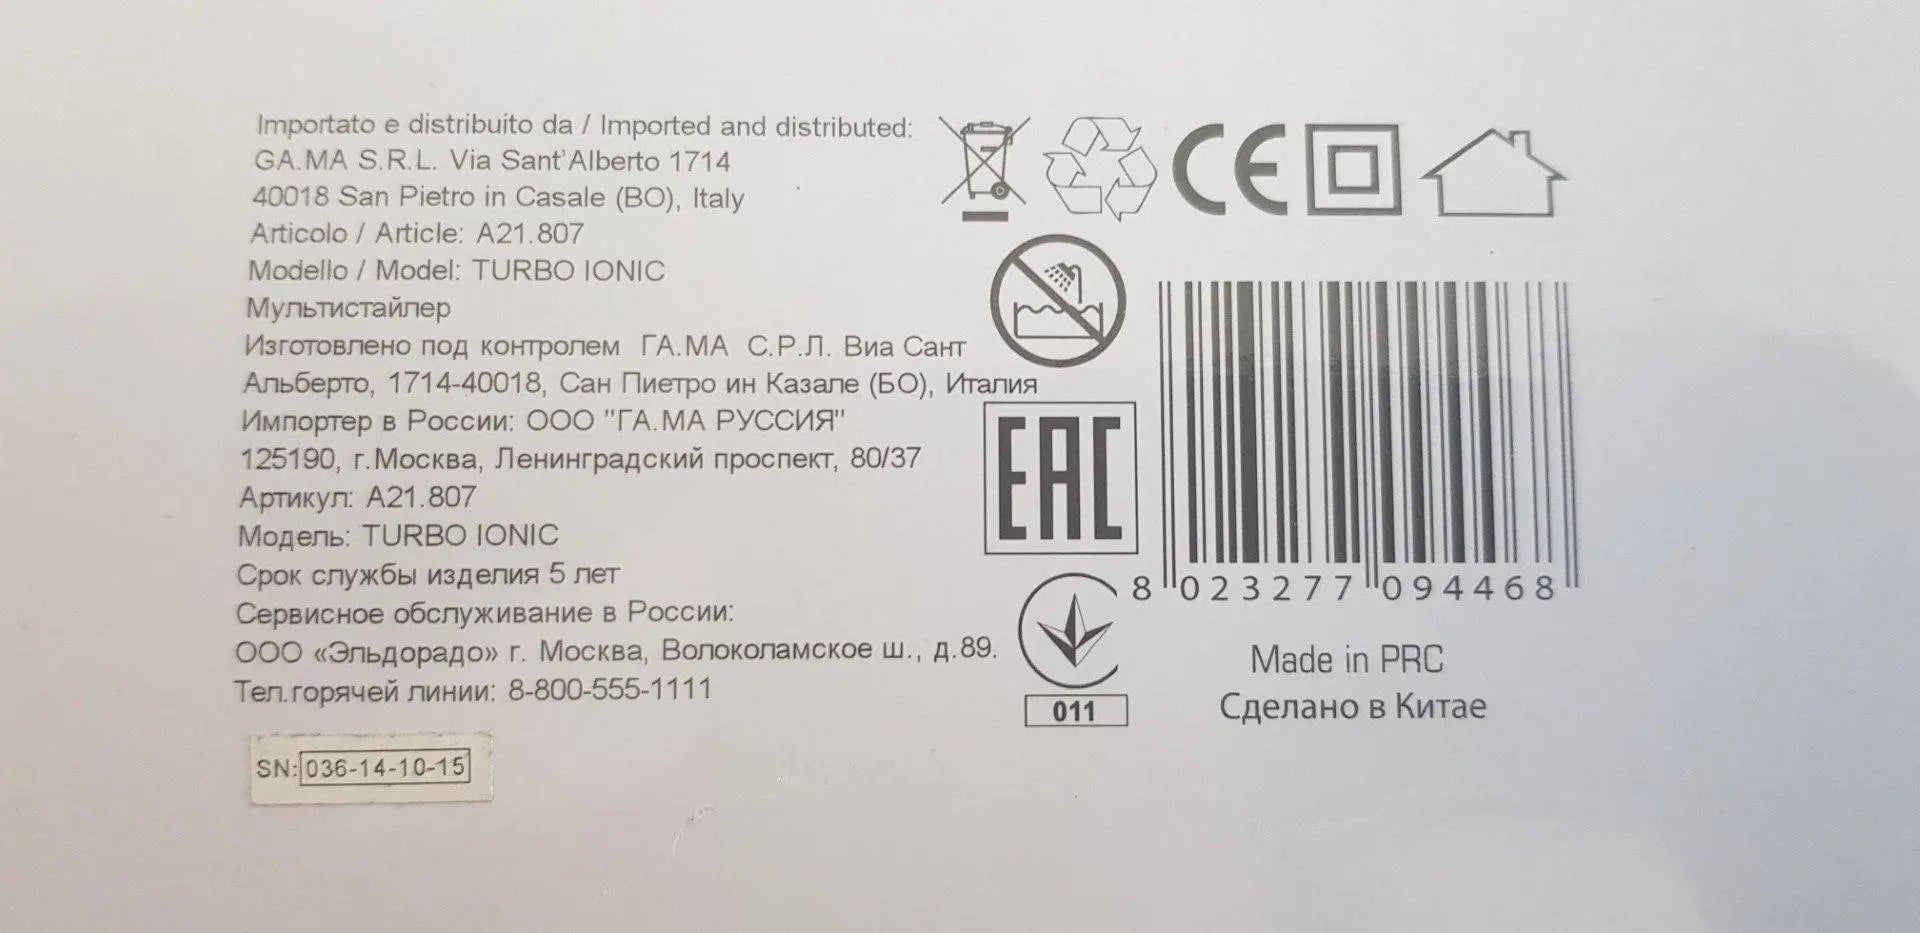 Importato e distribuito da / Imported and distributed:
GA.MA S.R.L. Via Sant'Alberto 1714
40018 San Pietro in Casale (BO), Italy
Articolo / Article: A21.807
Modello / Model: TURBO IONIC
Мультистайлер
Изготовлено под контролем ГА.МА С.Р.Л. Виа Сант
Альберто, 1714-40018, Сан Пиетро ин Казале (БО), Италия
Импортер в России: ООО "ГА.МА РУССИЯ"
125190, г.Москва, Ленинградский проспект, 80/37
Артикул: A21.807
Модель: TURBO IONIC
Срок службы изделия 5 лет
Сервисное обслуживание в России:
ООО «Эльдорадо» г. Москва, Волоколамское ш., д.89.
Тел.горячей линии: 8-800-555-1111
SN: 036-14-10-15
CE
EAC
011
8 023277 094468
Made in PRC
Сделано в Китае